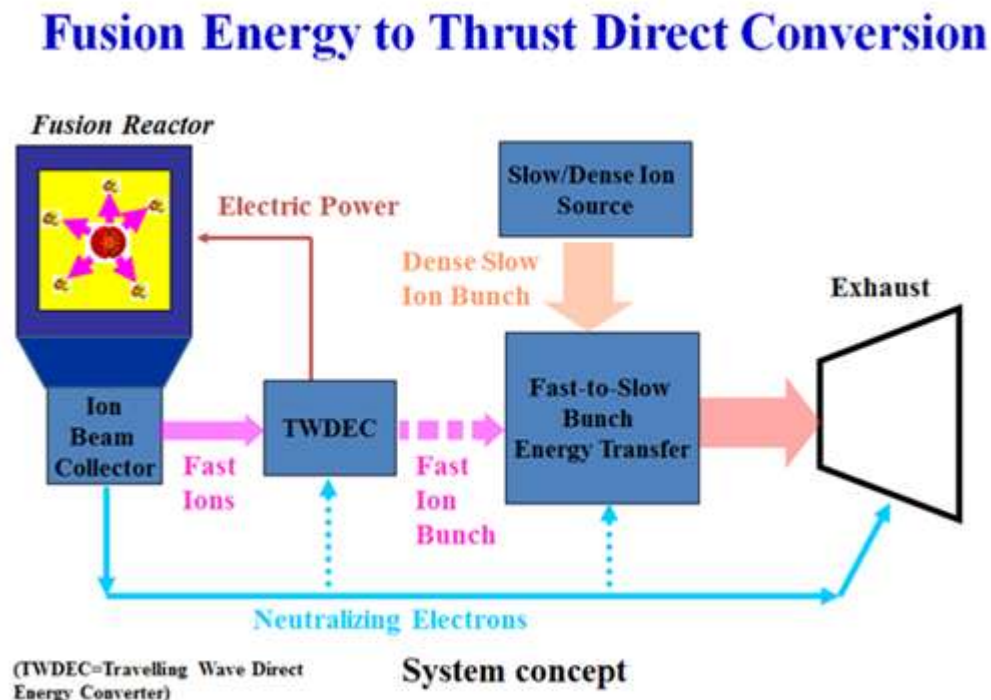 Fusion Energy to Thrust Direct Conversion
Fusion Reactor
α
α
α
α
α
Electric Power
Slow/Dense Ion
Source
Dense Slow
Ion Bunch
Exhaust
Ion
Beam
Collector
Fast
Ions
TWDEC
Fast
Ion
Bunch
Fast-to-Slow
Bunch
Energy Transfer
Neutralizing Electrons
(TWDEC=Travelling Wave Direct
Energy Converter)
System concept